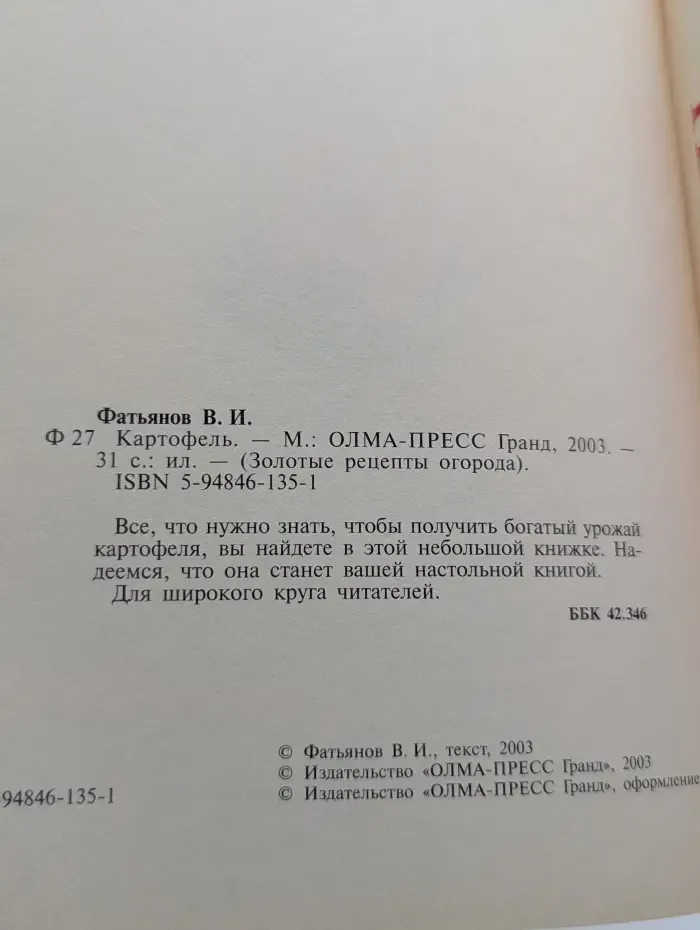 Фатьянов В. И.
Ф 27 Картофель. — М.: ОЛМА-ПРЕСС Гранд, 2003. —
31 с.: ил. — (Золотые рецепты огорода).
ISBN 5-94846-135-1
Все, что нужно знать, чтобы получить богатый урожай
картофеля, вы найдете в этой небольшой книжке. На-
деемся, что она станет вашей настольной книгой.
Для широкого круга читателей.
ББК 42.346
© Фатьянов В. И., текст, 2003
© Издательство «ОЛМА-ПРЕСС Гранд», 2003
-94846-135-1
© Издательство «ОЛМА-ПРЕСС Гранд», оформление